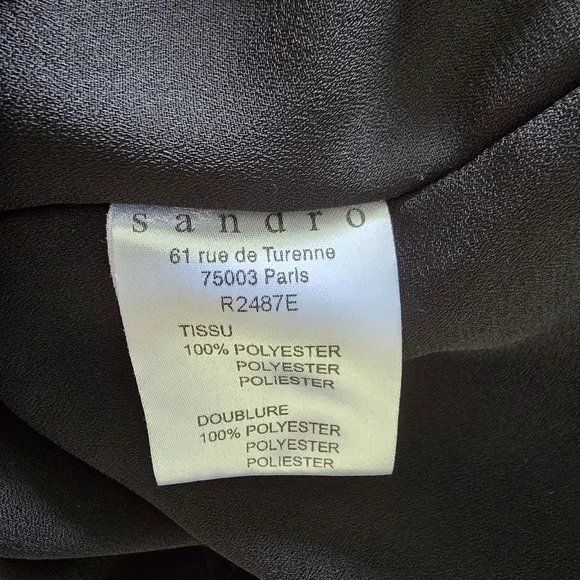 sandro
61 rue de Turenne
75003 Paris
R2487E
TISSU
100% POLYESTER
POLYESTER
POLIESTER
DOUBLURE
100% POLYESTER
POLYESTER
POLIESTER